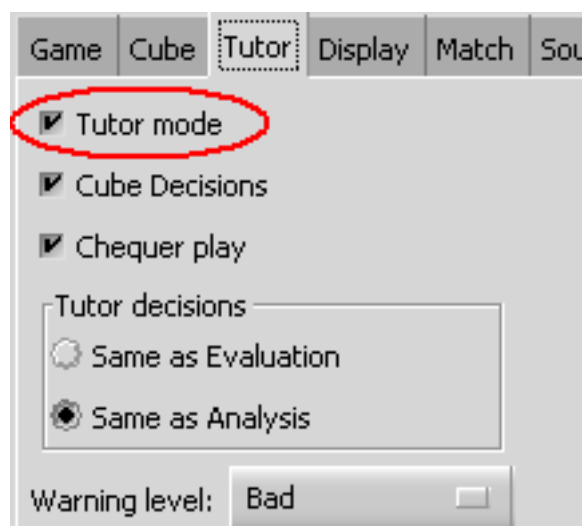 Game Cube Tutor Display Match Sou
Tutor mode
Cube Decisions
Chequer play
Tutor decisions
Same as Evaluation
Same as Analysis
Warning level: Bad